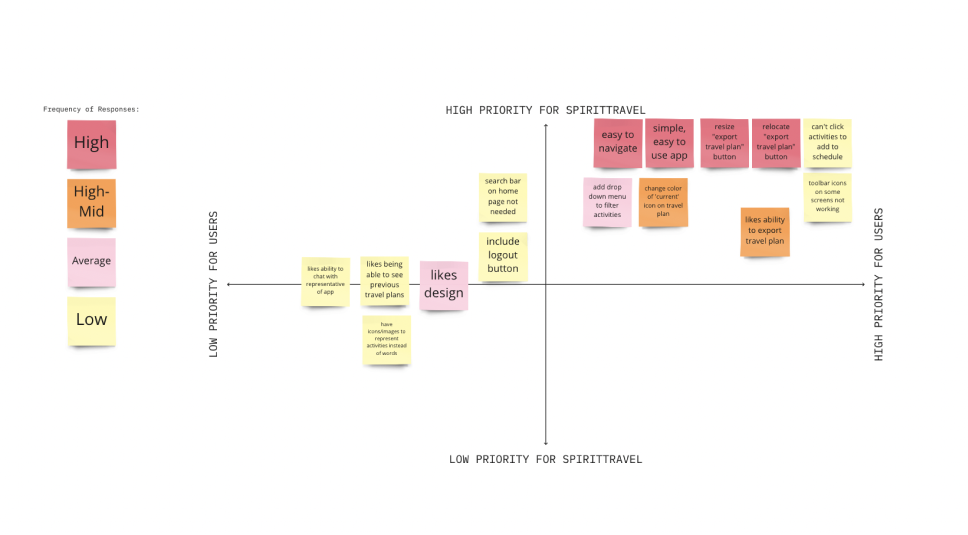 Frequency of Responses:
High
High-
Mid
Average
Low
HIGH PRIORITY FOR SPIRITTRAVEL
easy to
navigate
simple,
easy to
use app
resize
"export
travel plan"
button
relocate
"export
travel plan"
button
can't click
activities to
add to
schedule
search bar
on home
page not
needed
add drop
down menu
to filter
activities
change color
of 'current'
icon on travel
plan
toolbar icons
on some
screens not
working
likes ability
to export
travel plan
include
logout
button
likes ability to
chat with
representative
of app
likes being
able to see
previous
travel plans
likes
design
have
icons/images to
represent
activities instead
of words
LOW PRIORITY FOR USERS
HIGH PRIORITY FOR USERS
LOW PRIORITY FOR SPIRITTRAVEL